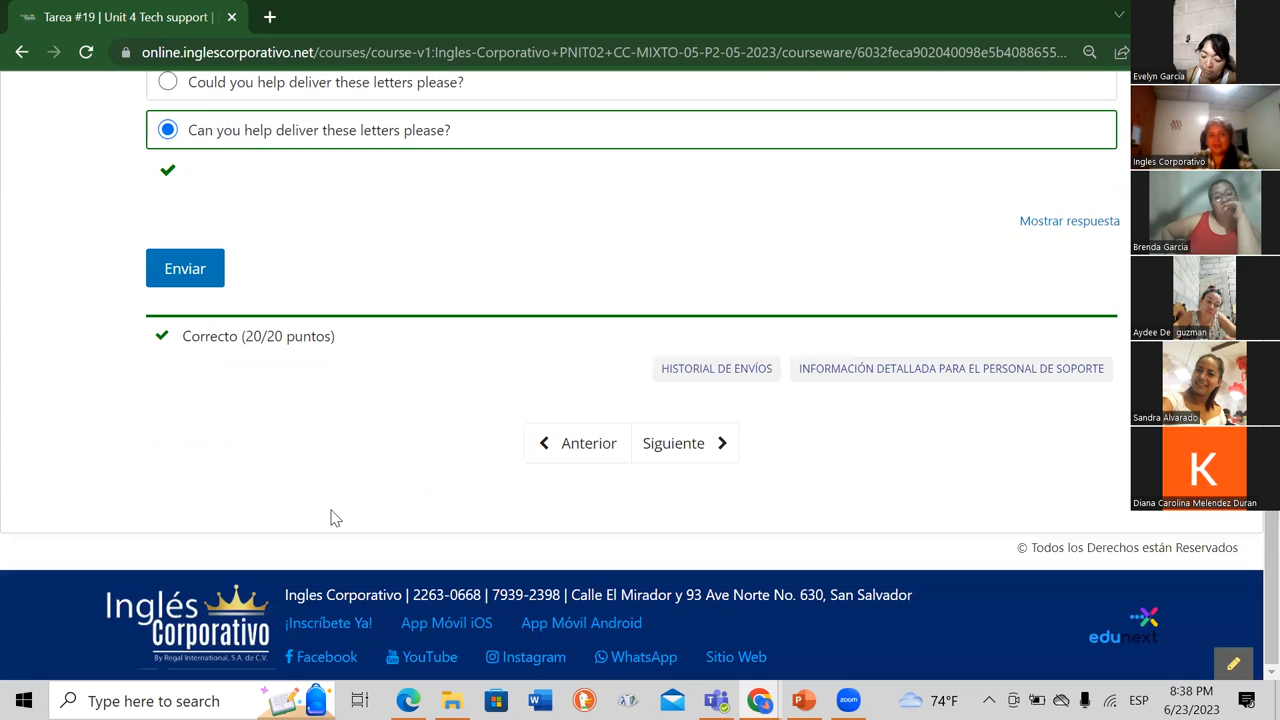 Tarea #19 | Unit 4 Tech support |
online.inglescorporativo.net/courses/course-v1:Ingles-Corporativo+PNIT02+CC-MIXTO-05-P2-05-2023/courseware/6032feca902040098e5b4088655...
Could you help deliver these letters please?
Can you help deliver these letters please?
Mostrar respuesta
Enviar
Correcto (20/20 puntos)
HISTORIAL DE ENVÍOS
INFORMACIÓN DETALLADA PARA EL PERSONAL DE SOPORTE
Anterior
Siguiente
© Todos los Derechos están Reservados
Inglés
Corporativo
By Regal International, S.A. de C.V.
Ingles Corporativo | 2263-0668 | 7939-2398 | Calle El Mirador y 93 Ave Norte No. 630, San Salvador
¡Inscríbete Ya! App Móvil iOS App Móvil Android
Facebook YouTube Instagram WhatsApp Sitio Web
edunext
Evelyn García
Ingles Corporativo
Brenda García
Aydee De guzman
Sandra Alvarado
K
Diana Carolina Melendez Duran
Type here to search
74°F
ESP
8:38 PM
6/23/2023